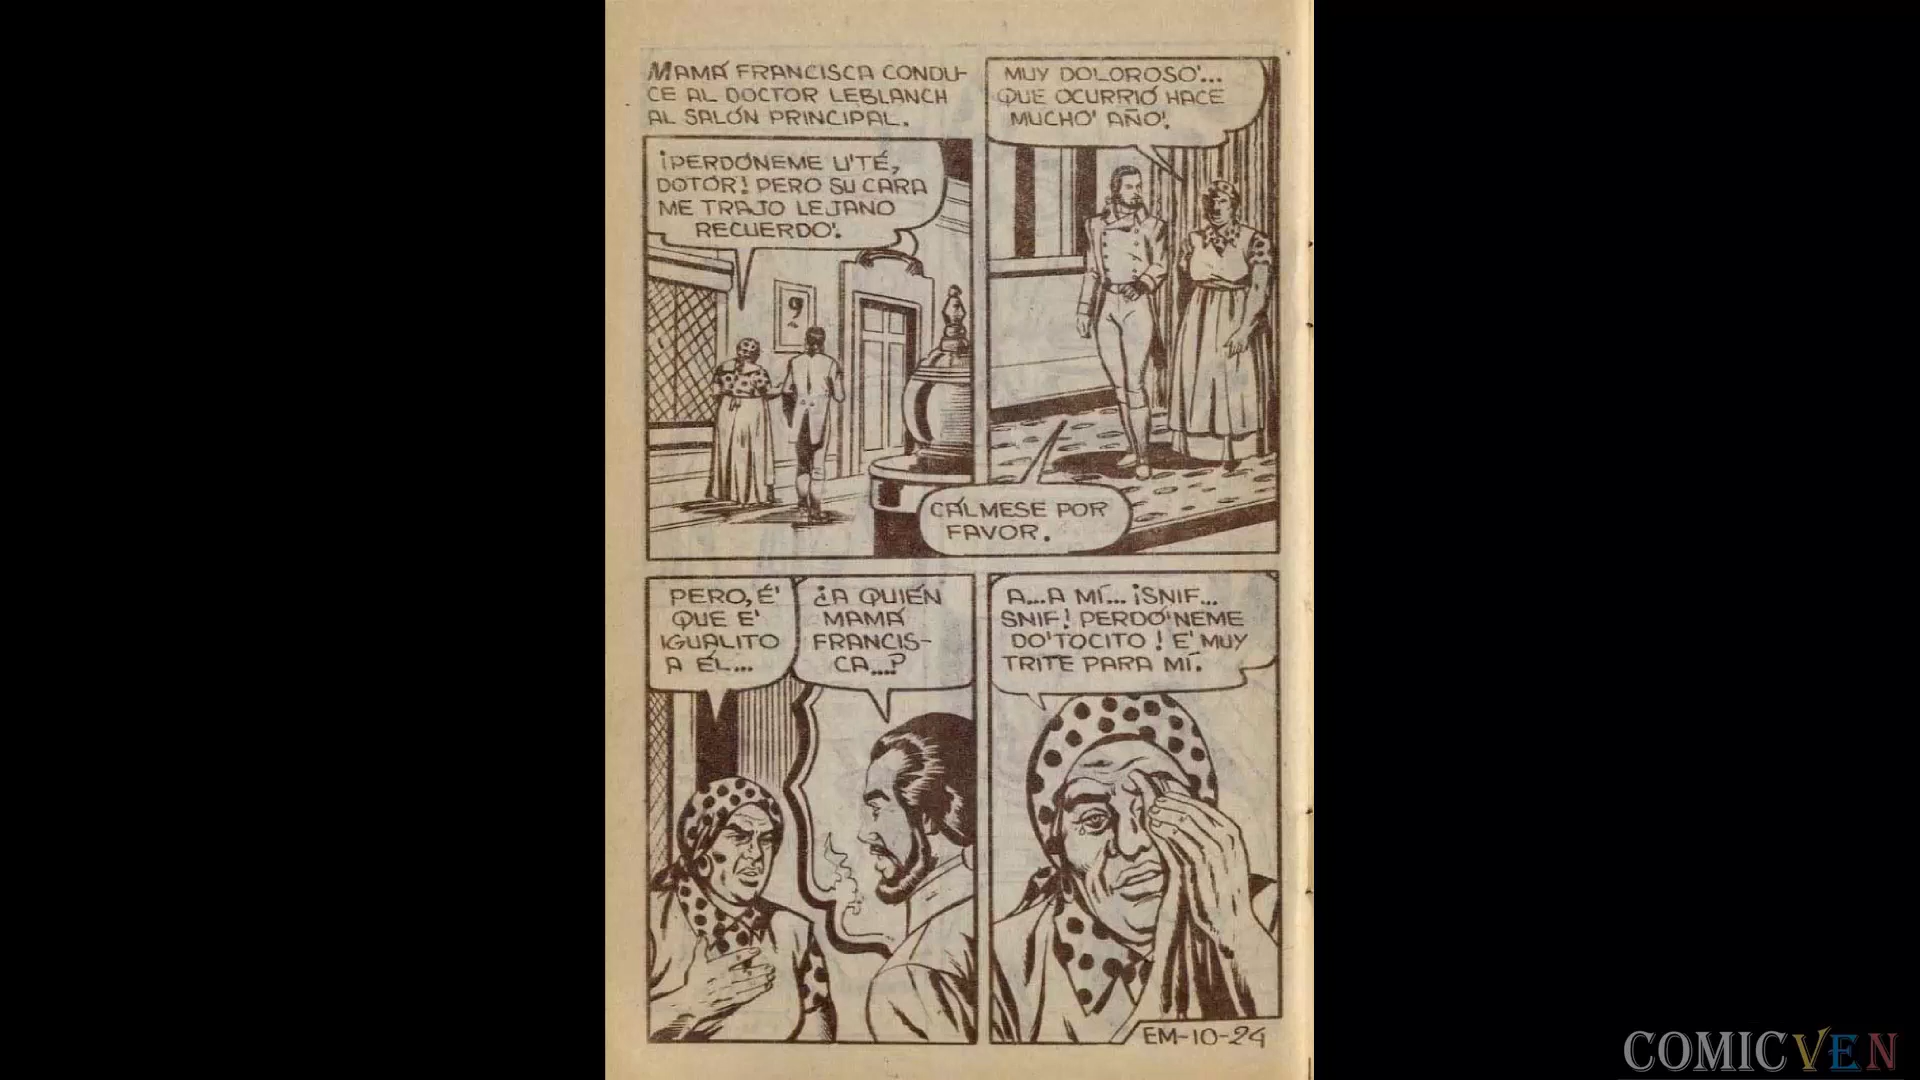 MAMÁ FRANCISCA CONDU-
CE AL DOCTOR LEBLANCH
AL SALÓN PRINCIPAL.
¡PERDÓNEME U'TÉ,
DOTOR! PERO SU CARA
ME TRAJO LEJANO
RECUERDO'.
MUY DOLOROSO'...
QUE OCURRIÓ HACE
MUCHO' AÑO'.
CÁLMESE POR
FAVOR.
PERO, É'
QUE E'
IGUALITO
A ÉL...
¿A QUIÉN
MAMÁ
FRANCIS-
CA...?
A...A MÍ... ¡SNIF...
SNIF! PERDÓ'NEME
DO'TOCITO! E' MUY
TRITE PARA MÍ.
EM-10-24
COMICVEN